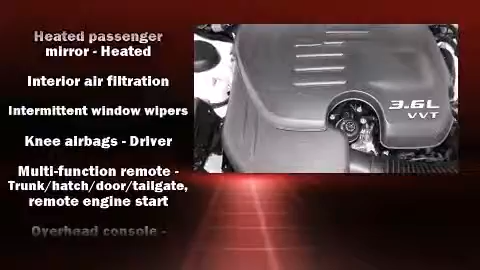 Heated passenger
mirror - Heated
Interior air filtration
Intermittent window wipers
Knee airbags - Driver
Multi-function remote -
Trunk/hatch/door/tailgate,
remote engine start
Overhead console -
3.6L
VVT